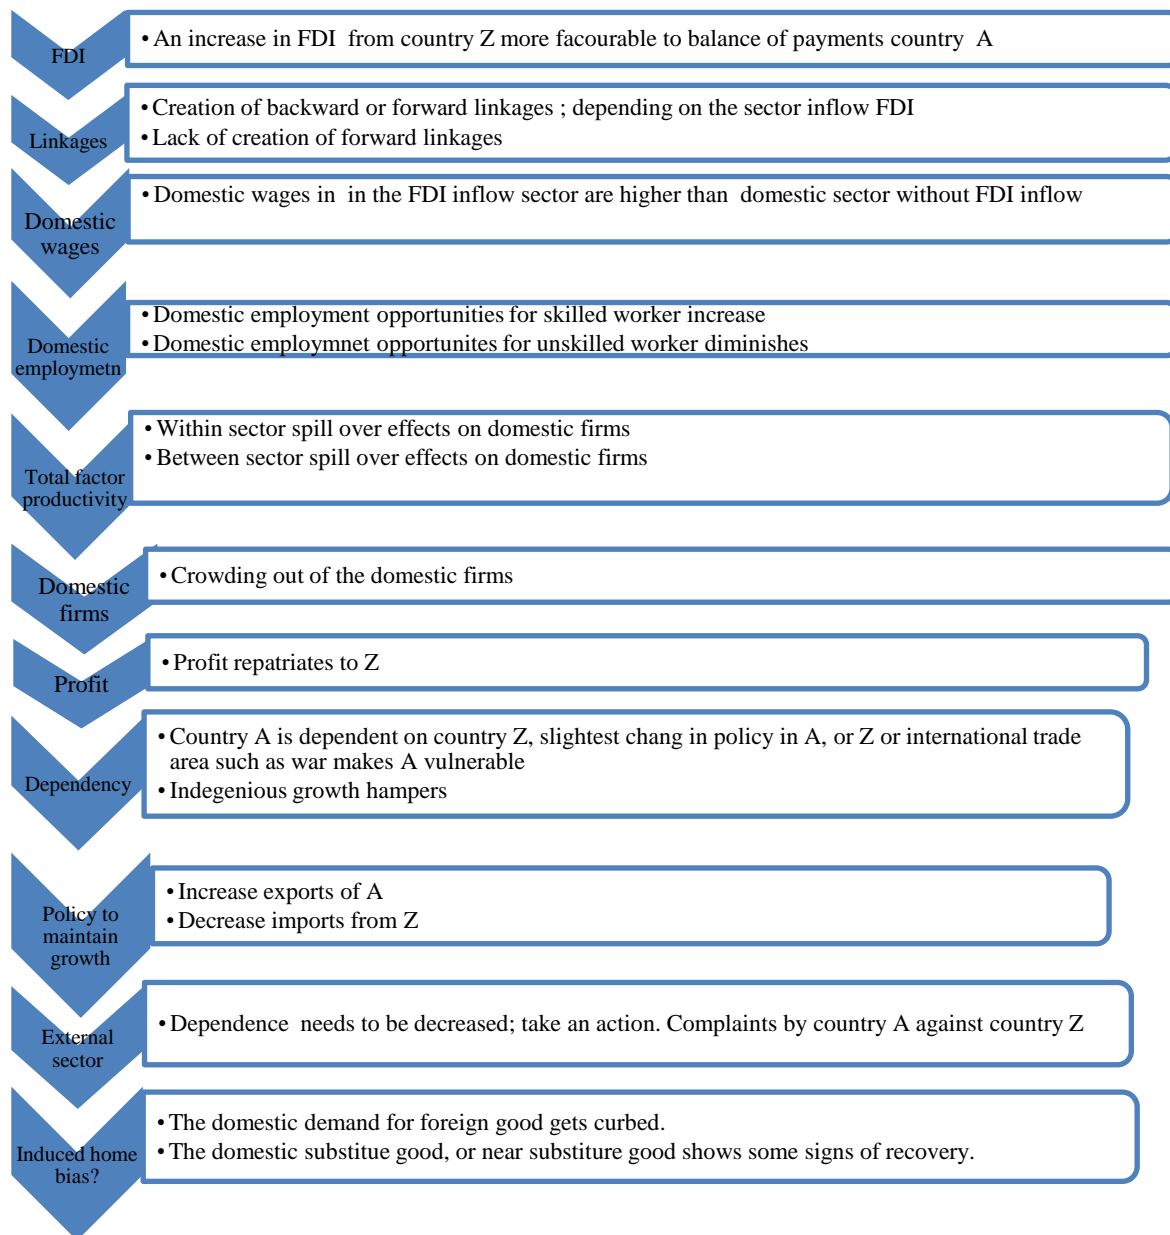 FDI
• An increase in FDI from country Z more facourable to balance of payments country A
Linkages
• Creation of backward or forward linkages ; depending on the sector inflow FDI
• Lack of creation of forward linkages
Domestic
wages
• Domestic wages in in the FDI inflow sector are higher than domestic sector without FDI inflow
Domestic
employmetn
• Domestic employment opportunities for skilled worker increase
• Domestic employmnet opportunites for unskilled worker diminishes
Total factor
productivity
• Within sector spill over effects on domestic firms
• Between sector spill over effects on domestic firms
Domestic
firms
• Crowding out of the domestic firms
Profit
• Profit repatriates to Z
Dependency
• Country A is dependent on country Z, slightest chang in policy in A, or Z or international trade
area such as war makes A vulnerable
• Indegenious growth hampers
Policy to
maintain
growth
• Increase exports of A
• Decrease imports from Z
External
sector
• Dependence needs to be decreased; take an action. Complaints by country A against country Z
Induced home
bias?
• The domestic demand for foreign good gets curbed.
• The domestic substitue good, or near substiture good shows some signs of recovery.